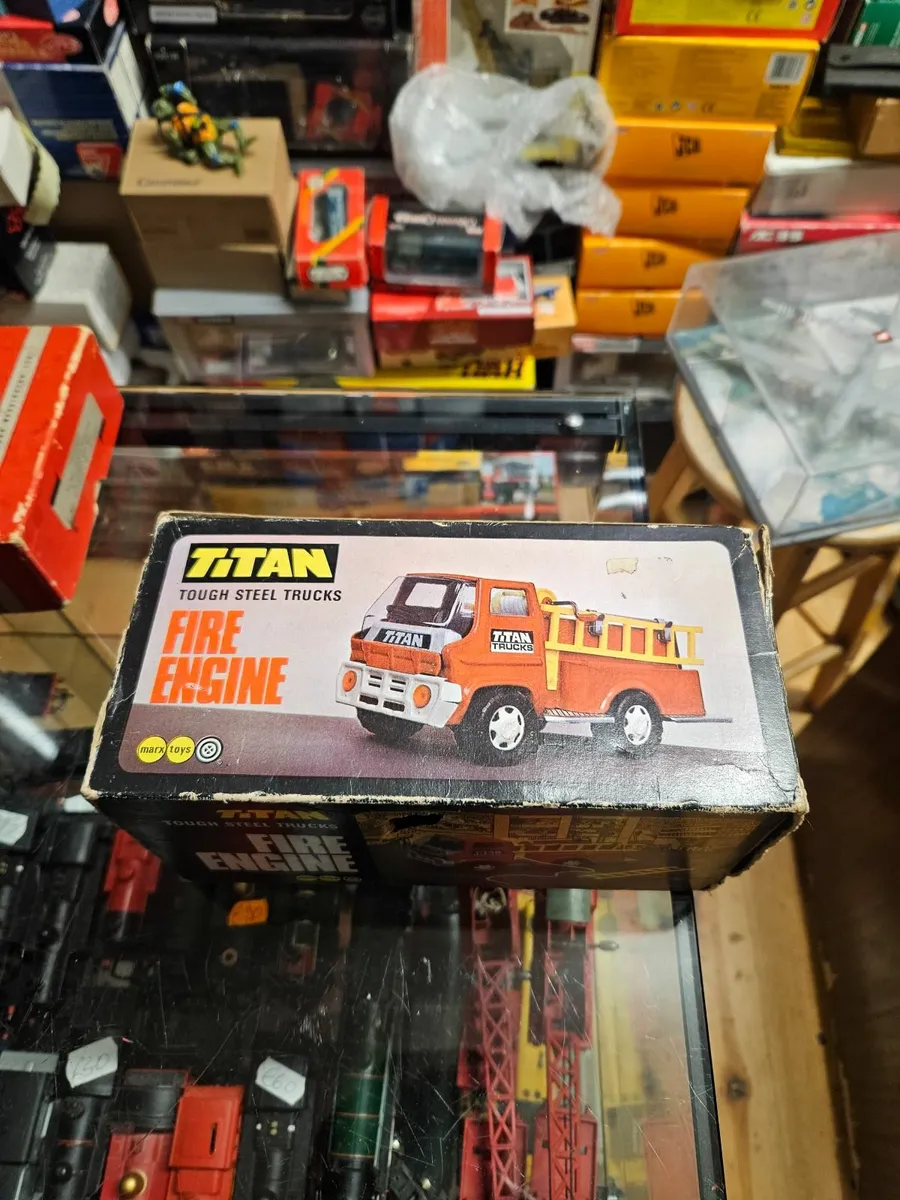 JCB
JCB
JCB
JCB
TiTAN
TOUGH STEEL TRUCKS
FIRE
ENGINE
TiTAN
TiTAN
TRUCKS
marx toys
TiTAN
TOUGH STEEL TRUCKS
FIRE
ENGINE